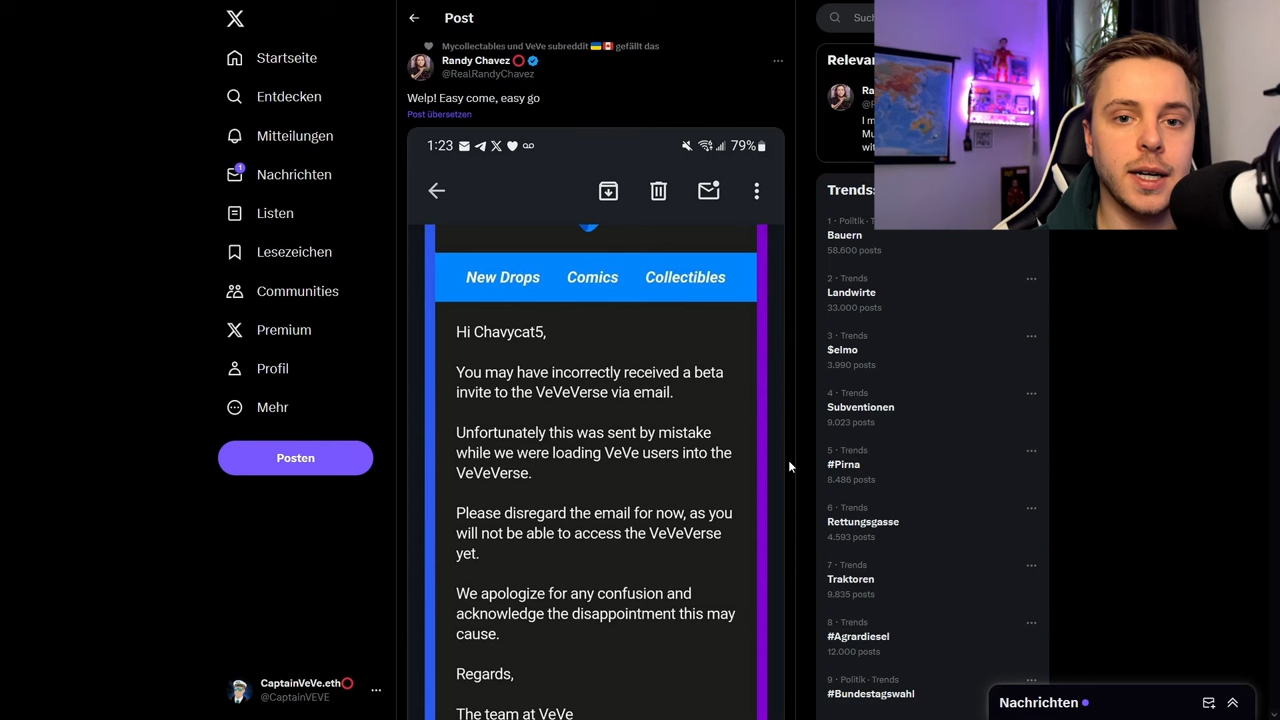 Startseite
Entdecken
Mitteilungen
1
Nachrichten
Listen
Lesezeichen
Communities
Premium
Profil
Mehr
Posten
CaptainVeVe.eth
@CaptainVEVE
Post
Mycollectables und VeVe subreddit 🇺🇦🇨🇦 gefällt das
Randy Chavez
@RealRandyChavez
Welp! Easy come, easy go
Post übersetzen
1:23
79%
New Drops Comics Collectibles
Hi Chavycat5,
You may have incorrectly received a beta
invite to the VeVeVerse via email.
Unfortunately this was sent by mistake
while we were loading VeVe users into the
VeVeVerse.
Please disregard the email for now, as you
will not be able to access the VeVeVerse
yet.
We apologize for any confusion and
acknowledge the disappointment this may
cause.
Regards,
The team at VeVe
Trends
1 · Politik ·
Bauern
58.600 posts
2 · Trends
Landwirte
33.000 posts
3 · Trends
$elmo
3.990 posts
4 · Trends
Subventionen
9.023 posts
5 · Trends
#Pirna
8.486 posts
6 · Trends
Rettungsgasse
4.593 posts
7 · Trends
Traktoren
9.835 posts
8 · Trends
#Agrardiesel
12.000 posts
9 · Politik · Trends
#Bundestagswahl
Nachrichten